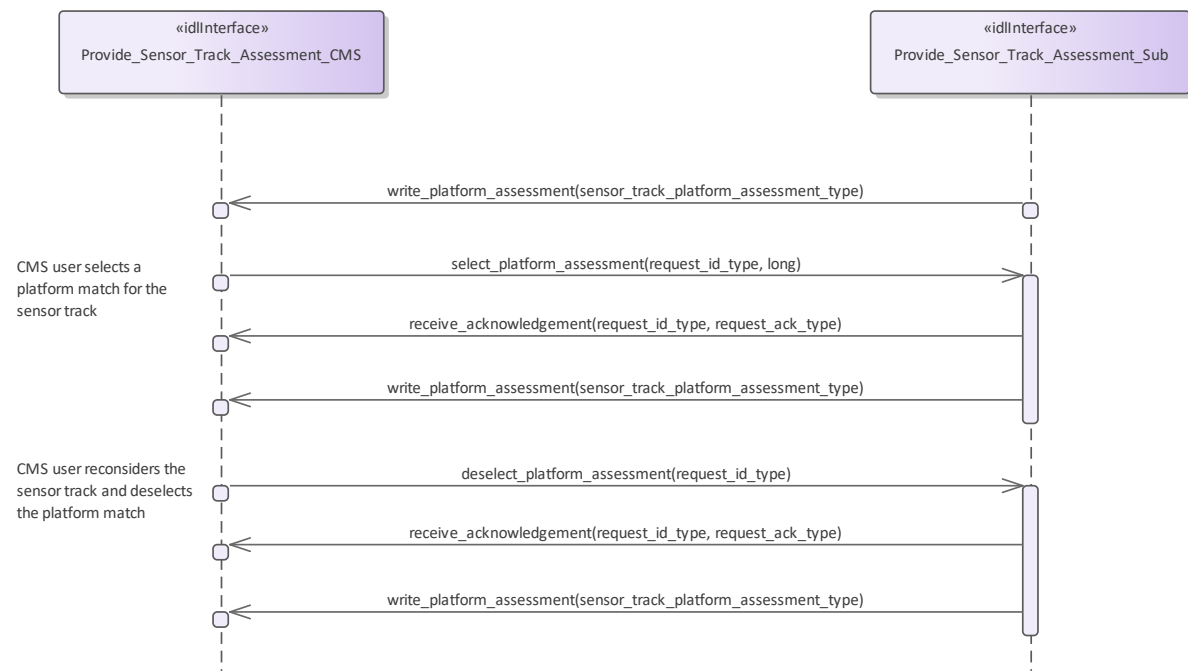 «idlInterface»
Provide_Sensor_Track_Assessment_CMS
«idlInterface»
Provide_Sensor_Track_Assessment_Sub
write_platform_assessment(sensor_track_platform_assessment_type)
CMS user selects a
platform match for the
sensor track
select_platform_assessment(request_id_type, long)
receive_acknowledgement(request_id_type, request_ack_type)
write_platform_assessment(sensor_track_platform_assessment_type)
CMS user reconsiders the
sensor track and deselects
the platform match
deselect_platform_assessment(request_id_type)
receive_acknowledgement(request_id_type, request_ack_type)
write_platform_assessment(sensor_track_platform_assessment_type)